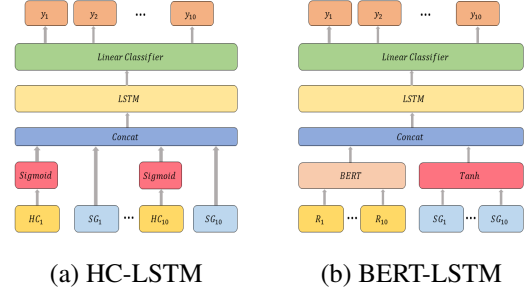 y₁ y₂ ... y₁₀
Linear Classifier
LSTM
Concat
Sigmoid Sigmoid
HC₁ SG₁ ... HC₁₀ SG₁₀
(a) HC-LSTM
y₁ y₂ ... y₁₀
Linear Classifier
LSTM
Concat
BERT Tanh
R₁ ... R₁₀ SG₁ ... SG₁₀
(b) BERT-LSTM